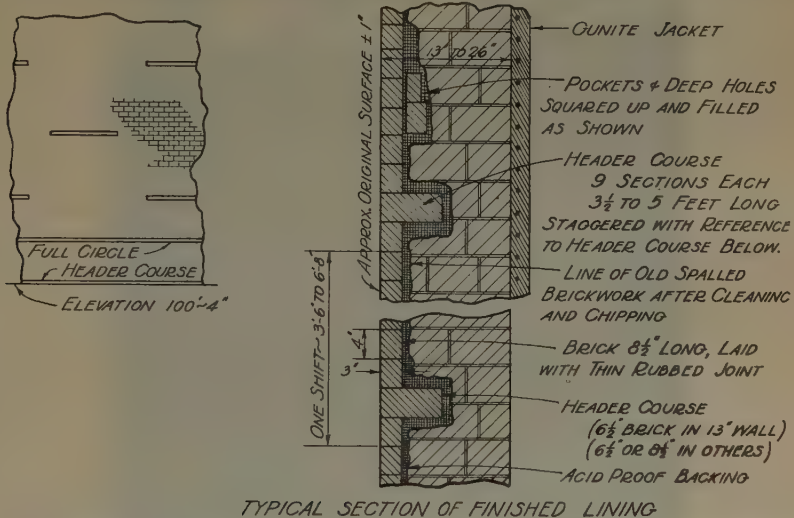 FULL CIRCLE
HEADER COURSE
ELEVATION 100'-4"
APPROX. ORIGINAL SURFACE ± 1"
13" TO 26"
ONE SHIFT~3'-6" TO 6'-8"
4"
3"
GUNITE JACKET
POCKETS & DEEP HOLES
SQUARED UP AND FILLED
AS SHOWN
HEADER COURSE
9 SECTIONS EACH
3½ TO 5 FEET LONG
STAGGERED WITH REFERENCE
TO HEADER COURSE BELOW.
LINE OF OLD SPALLED
BRICKWORK AFTER CLEANING
AND CHIPPING
BRICK 8½" LONG, LAID
WITH THIN RUBBED JOINT
HEADER COURSE
(6½" BRICK IN 13" WALL)
(6½" OR 8½" IN OTHERS)
ACID PROOF BACKING
TYPICAL SECTION OF FINISHED LINING